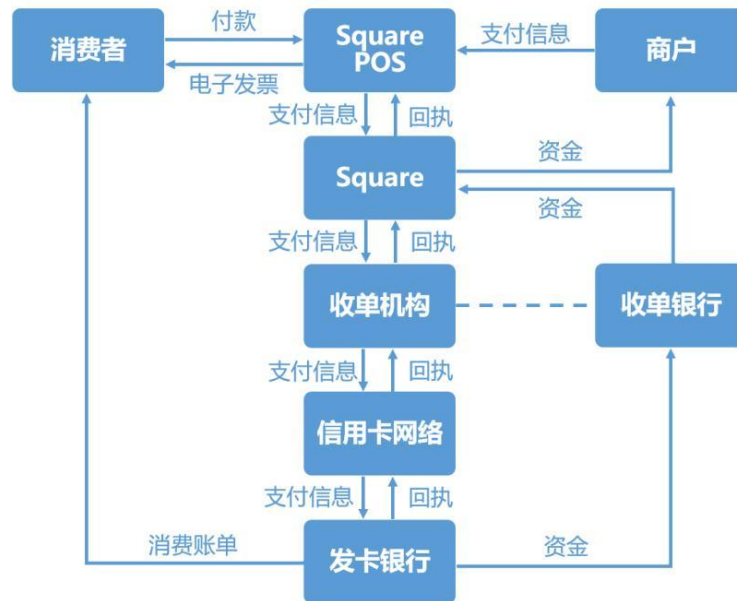 付款
消费者
Square
POS
支付信息
商户
电子发票
支付信息
回执
资金
Square
资金
支付信息
回执
收单机构
收单银行
支付信息
回执
信用卡网络
支付信息
回执
消费账单
发卡银行
资金